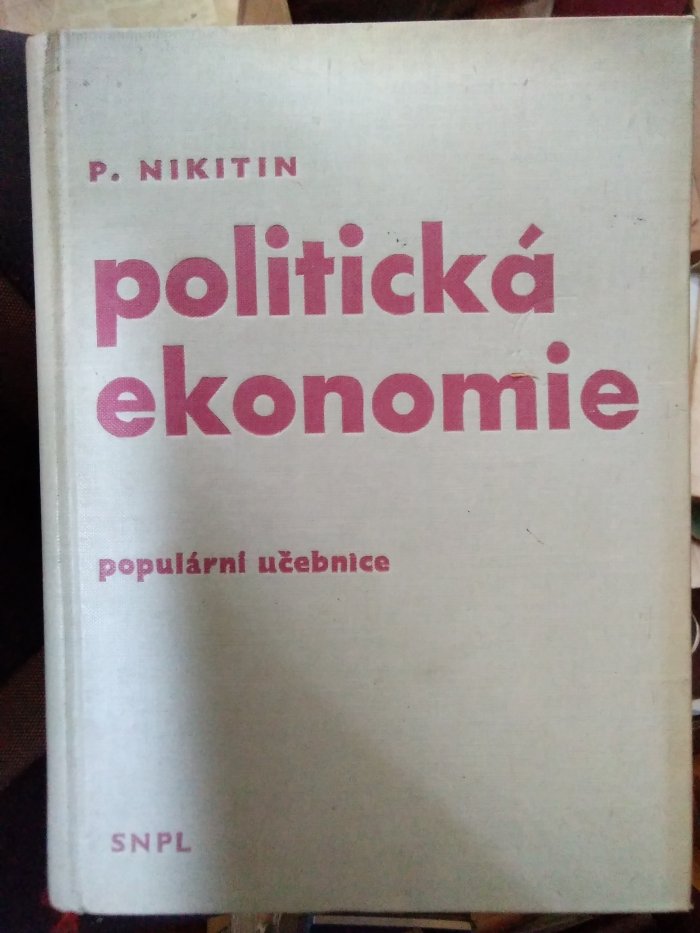 P. NIKITIN
politická
ekonomie
populární učebnice
SNPL